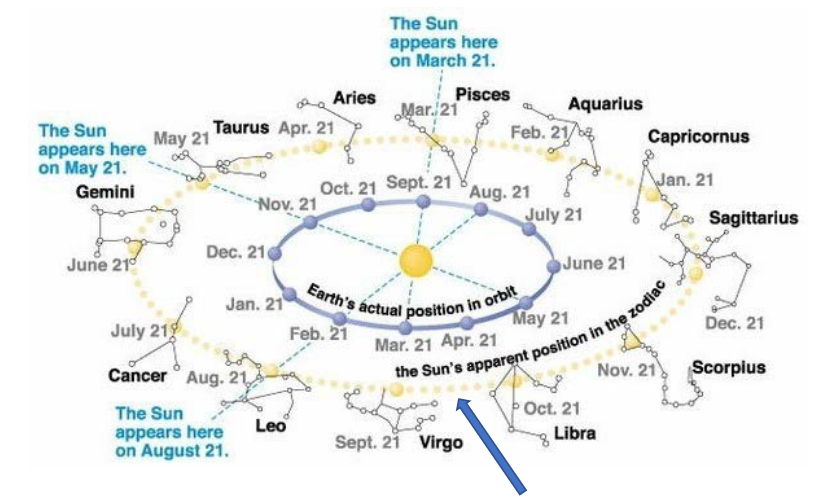 The Sun
appears here
on March 21.
Aries
Pisces
Aquarius
Mar. 21
The Sun
appears here
on May 21.
May 21
Taurus
Apr. 21
Feb. 21
Capricornus
Gemini
Oct. 21
Sept. 21
Aug. 21
Jan. 21
Nov. 21
July 21
Sagittarius
June 21
Dec. 21
June 21
Jan. 21
Earth's actual position in orbit
Feb. 21
Mar. 21
Apr. 21
May 21
the Sun's apparent position in the zodiac
Dec. 21
July 21
Cancer
Aug. 21
Nov. 21
Scorpius
The Sun
appears here
on August 21.
Leo
Sept. 21
Virgo
Oct. 21
Libra